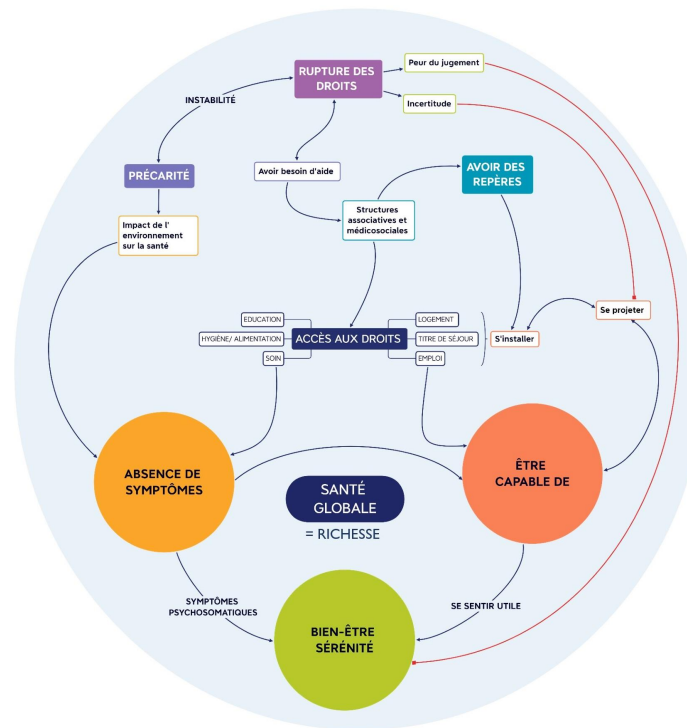 RUPTURE DES
DROITS
Peur du jugement
Incertitude
INSTABILITÉ
PRÉCARITÉ
Avoir besoin d'aide
AVOIR DES
REPÈRES
Impact de l'
environnement
sur la santé
Structures
associatives et
médicosociales
Se projeter
EDUCATION
HYGIÈNE/ ALIMENTATION
SOIN
ACCÈS AUX DROITS
LOGEMENT
TITRE DE SÉJOUR
EMPLOI
S'installer
ABSENCE DE
SYMPTÔMES
SANTÉ
GLOBALE
= RICHESSE
ÊTRE
CAPABLE DE
SYMPTÔMES
PSYCHOSOMATIQUES
SE SENTIR UTILE
BIEN-ÊTRE
SÉRÉNITÉ